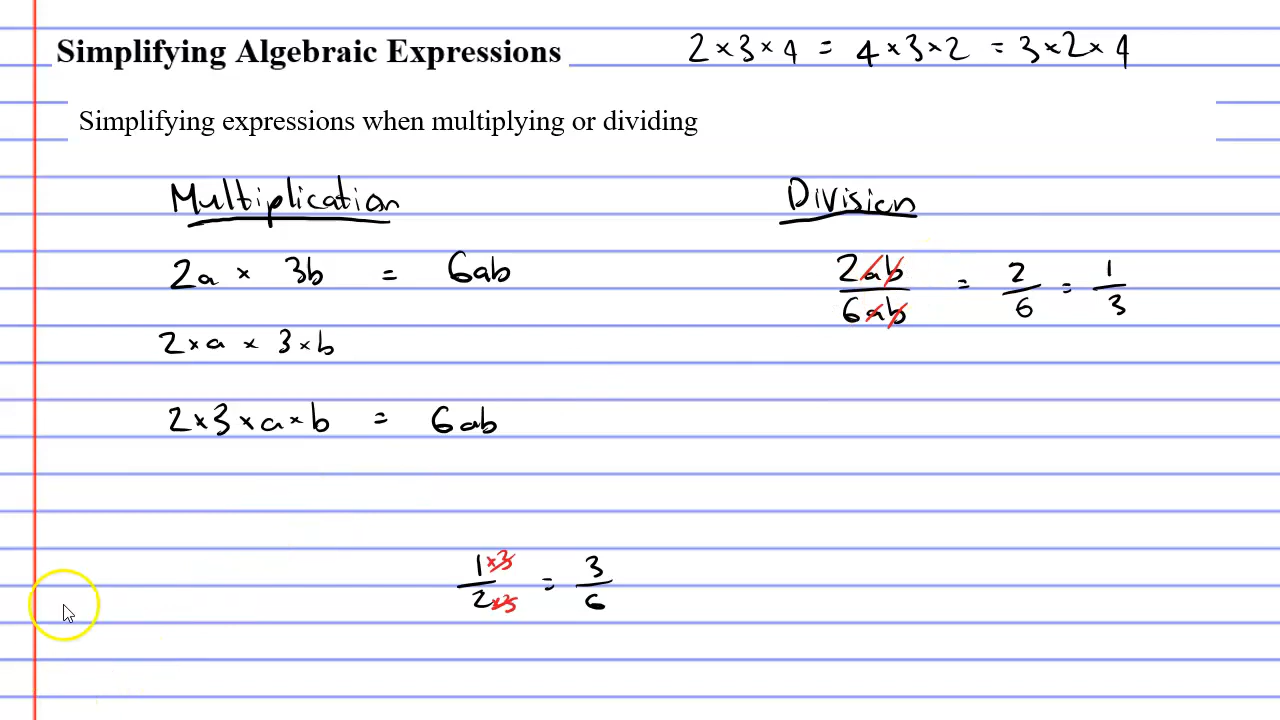 Simplifying Algebraic Expressions
2 × 3 × 4 = 4 × 3 × 2 = 3 × 2 × 4
Simplifying expressions when multiplying or dividing
Multiplication
2a × 3b = 6ab
2 × a × 3 × b
2 × 3 × a × b = 6ab
Division
2ab/6ab = 2/6 = 1/3
1×3/2×3 = 3/6